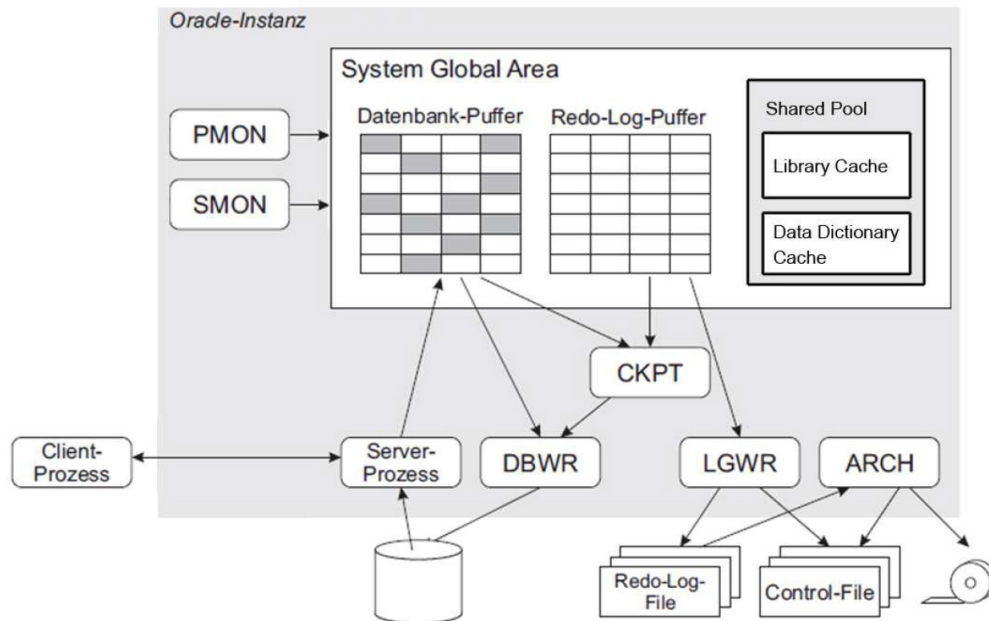 Oracle-Instanz
System Global Area
Datenbank-Puffer
Redo-Log-Puffer
Shared Pool
Library Cache
Data Dictionary
Cache
PMON
SMON
CKPT
Client-
Prozess
Server-
Prozess
DBWR
LGWR
ARCH
Redo-Log-
File
Control-File